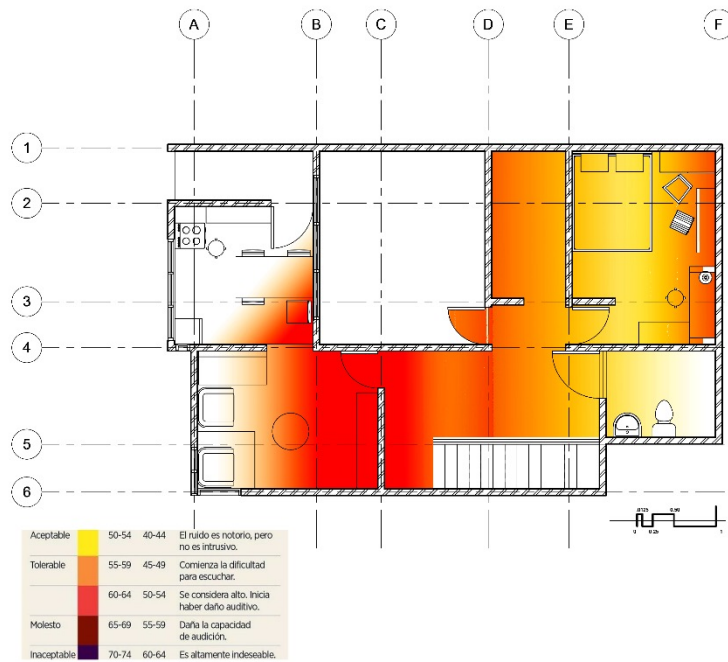 A B C D E F
1
2
3
4
5
6
.0125 0.50
0 0.25 1
Aceptable 50-54 40-44 El ruido es notorio, pero
no es intrusivo.
Tolerable 55-59 45-49 Comienza la dificultad
para escuchar.
60-64 50-54 Se considera alto. Inicia
haber daño auditivo.
Molesto 65-69 55-59 Daña la capacidad
de audición.
Inaceptable 70-74 60-64 Es altamente indeseable.